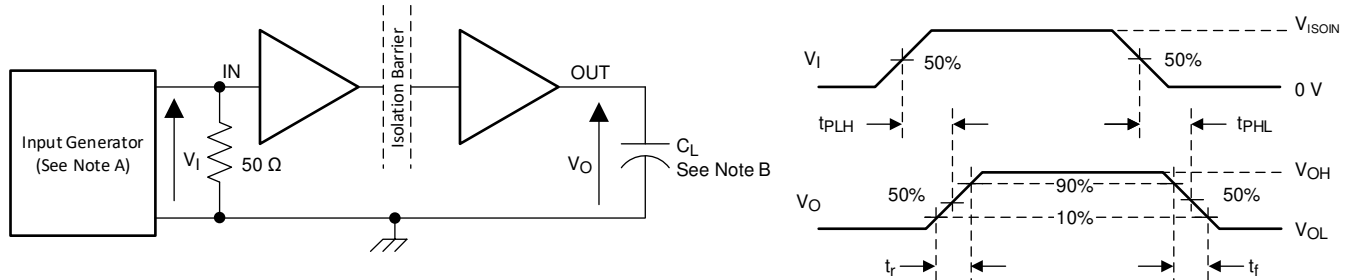 Input Generator
(See Note A)
V_I
IN
50 Ω
Isolation Barrier
OUT
V_O
C_L
See Note B
V_I
50%
50%
V_ISOIN
0 V
t_PLH
t_PHL
V_O
50%
90%
10%
50%
V_OH
V_OL
t_r
t_f